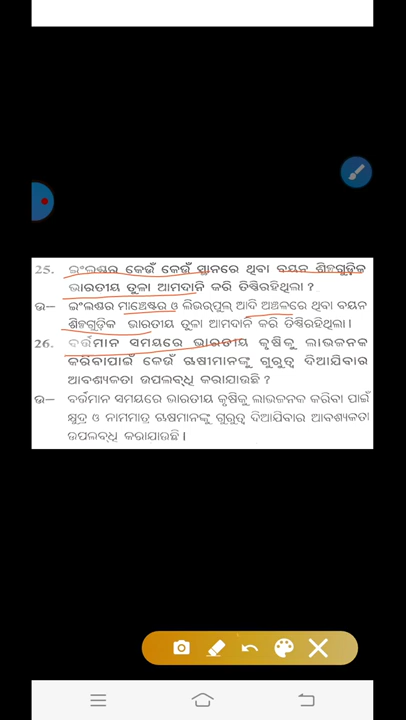 25. ଇଂଲଣ୍ଡର କେଉଁ କେଉଁ ସ୍ଥାନରେ ଥିବା ବୟନ ଶିଳ୍ପଗୁଡ଼ିକ
ଭାରତୀୟ ତୁଳା ଆମଦାନି କରି ତିଷ୍ଠିରହିଥିଲା ?
ଉ– ଇଂଲଣ୍ଡର ମାଞ୍ଚେଷ୍ଟର ଓ ଲିଭରପୁଲ୍ ଆଦି ଅଞ୍ଚଳରେ ଥିବା ବୟନ
ଶିଳ୍ପଗୁଡ଼ିକ ଭାରତୀୟ ତୁଳା ଆମଦାନି କରି ତିଷ୍ଠିରହିଥିଲା ।
26. ବର୍ତ୍ତମାନ ସମୟରେ ଭାରତୀୟ କୃଷିକୁ ଲାଭଜନକ
କରିବାପାଇଁ କେଉଁ ଋଷୀମାନଙ୍କୁ ଗୁରୁତ୍ୱ ଦିଆଯିବାର
ଆବଶ୍ୟକତା ଉପଲବ୍ଧି କରାଯାଉଛି ?
ଉ– ବର୍ତ୍ତମାନ ସମୟରେ ଭାରତୀୟ କୃଷିକୁ ଲାଭଜନକ କରିବା ପାଇଁ
କ୍ଷୁଦ୍ର ଓ ନାମମାତ୍ର ଋଷୀମାନଙ୍କୁ ଗୁରୁତ୍ୱ ଦିଆଯିବାର ଆବଶ୍ୟକତା
ଉପଲବ୍ଧି କରାଯାଉଛି ।